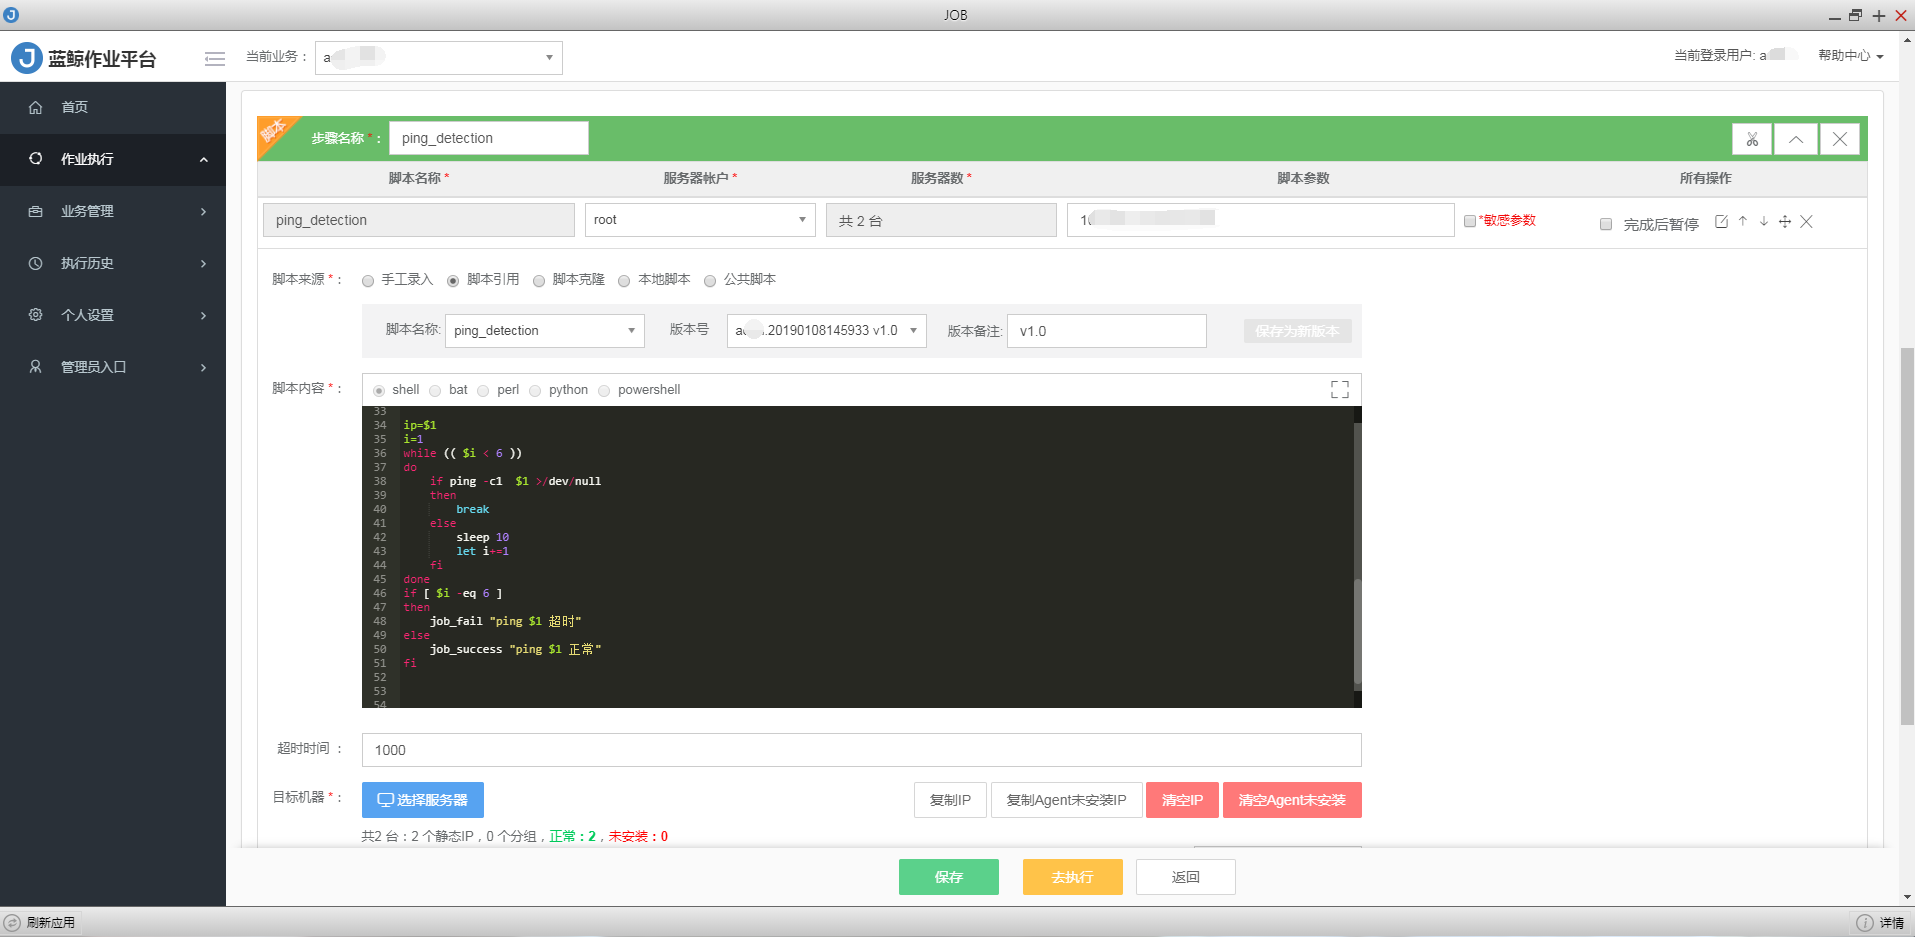 JOB
蓝鲸作业平台
当前业务：
a
当前登录用户: a
帮助中心
首页
作业执行
业务管理
执行历史
个人设置
管理员入口
脚本
步骤名称 * ：
ping_detection
脚本名称 *
服务器帐户 *
服务器数 *
脚本参数
所有操作
ping_detection
root
共 2 台
*敏感参数
完成后暂停
脚本来源 * ：
手工录入
脚本引用
脚本克隆
本地脚本
公共脚本
脚本名称:
ping_detection
版本号
.20190108145933 v1.0
版本备注:
v1.0
保存为新版本
脚本内容 * ：
shell
bat
perl
python
powershell
33
34 ip=$1
35 i=1
36 while (( $i < 6 ))
37 do
38 if ping -c1  $1 >/dev/null
39 then
40 break
41 else
42 sleep 10
43 let i+=1
44 fi
45 done
46 if [ $i -eq 6 ]
47 then
48 job_fail "ping $1 超时"
49 else
50 job_success "ping $1 正常"
51 fi
52
53
54
超时时间 ：
1000
目标机器 * ：
选择服务器
复制IP
复制Agent未安装IP
清空IP
清空Agent未安装
共2 台：2 个静态IP，0 个分组，正常：2，未安装：0
保存
去执行
返回
刷新应用
详情